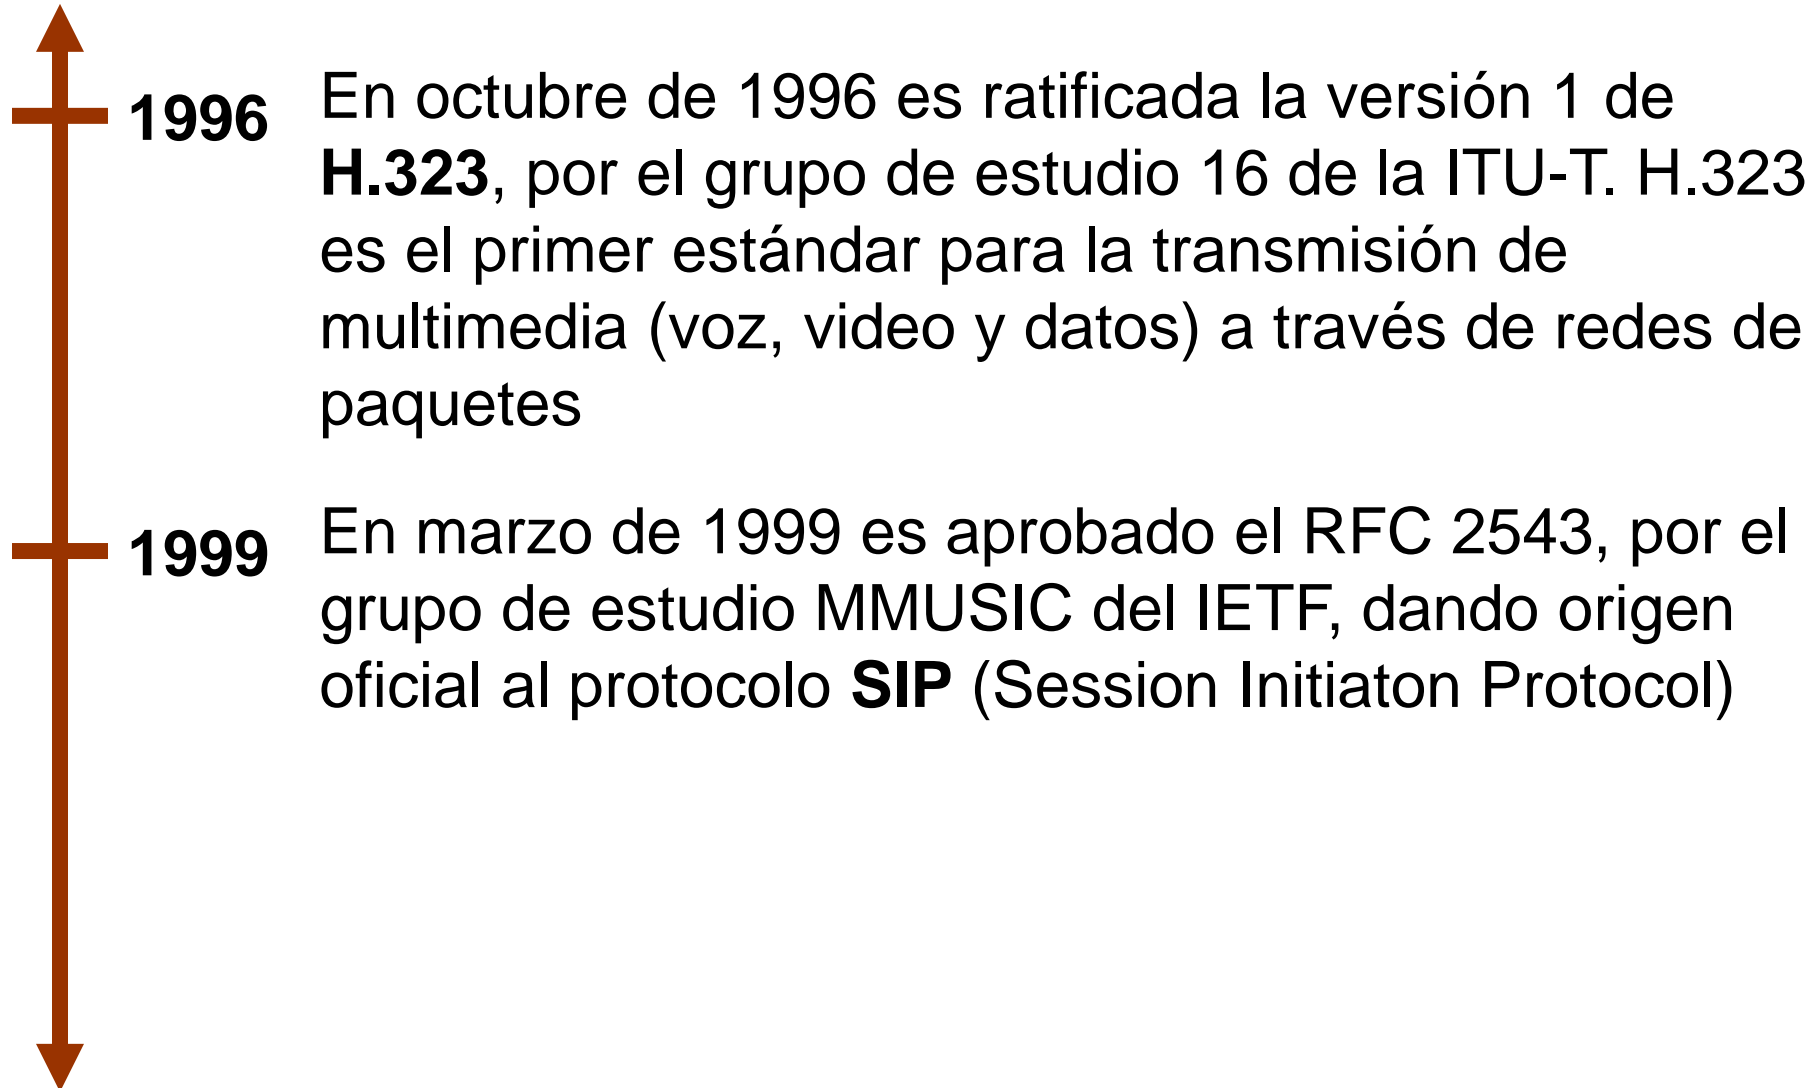 1996
En octubre de 1996 es ratificada la versión 1 de
H.323, por el grupo de estudio 16 de la ITU-T. H.323
es el primer estándar para la transmisión de
multimedia (voz, video y datos) a través de redes de
paquetes
1999
En marzo de 1999 es aprobado el RFC 2543, por el
grupo de estudio MMUSIC del IETF, dando origen
oficial al protocolo SIP (Session Initiaton Protocol)